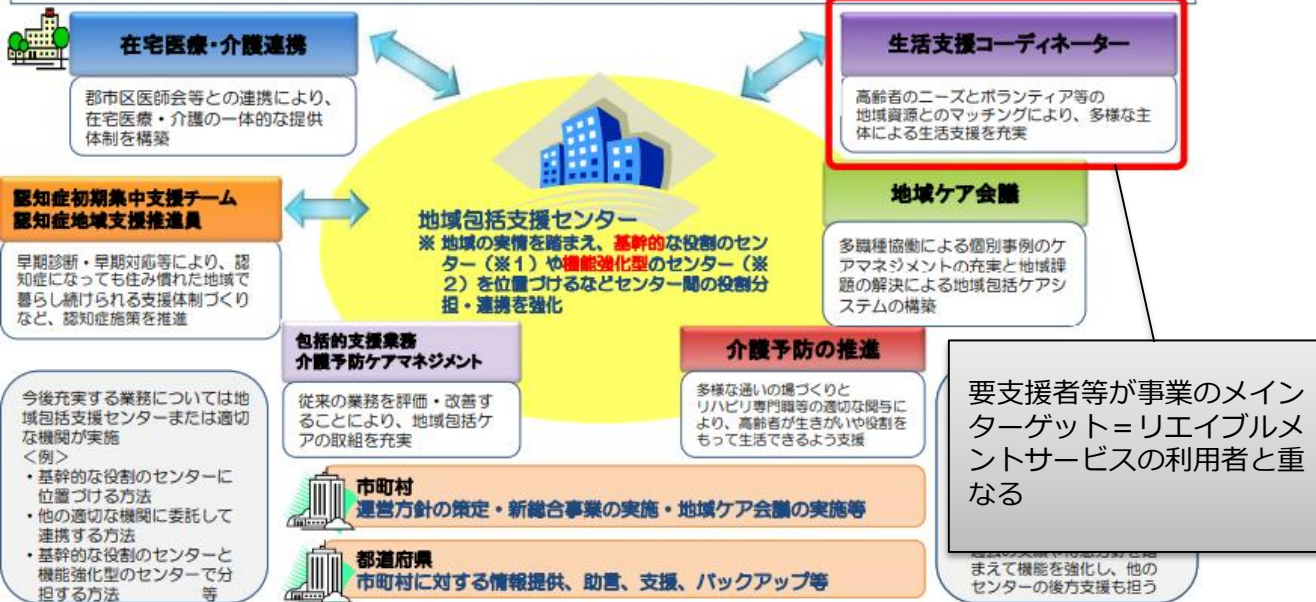 在宅医療・介護連携
郡市区医師会等との連携により、
在宅医療・介護の一体的な提供
体制を構築
生活支援コーディネーター
高齢者のニーズとボランティア等の
地域資源とのマッチングにより、多様な主
体による生活支援を充実
認知症初期集中支援チーム
認知症地域支援推進員
早期診断・早期対応等により、認
知症になっても住み慣れた地域で
暮らし続けられる支援体制づくり
など、認知症施策を推進
地域包括支援センター
※ 地域の実情を踏まえ、基幹的な役割のセン
ター（※１）や機能強化型のセンター（※
２）を位置づけるなどセンター間の役割分
担・連携を強化
地域ケア会議
多職種協働による個別事例のケ
アマネジメントの充実と地域課
題の解決による地域包括ケアシ
ステムの構築
包括的支援業務
介護予防ケアマネジメント
従来の業務を評価・改善す
ることにより、地域包括ケ
アの取組を充実
介護予防の推進
多様な通いの場づくりと
リハビリ専門職等の適切な関与に
より、高齢者が生きがいや役割を
もって生活できるよう支援
要支援者等が事業のメイン
ターゲット＝リエイブルメ
ントサービスの利用者と重
なる
今後充実する業務については地
域包括支援センターまたは適切
な機関が実施
＜例＞
・基幹的な役割のセンターに
位置づける方法
・他の適切な機関に委託して
連携する方法
・基幹的な役割のセンターと
機能強化型のセンターで分
担する方法 等
市町村
運営方針の策定・新総合事業の実施・地域ケア会議の実施等
都道府県
市町村に対する情報提供、助言、支援、バックアップ等
まえて機能を強化し、他の
センターの後方支援も担う